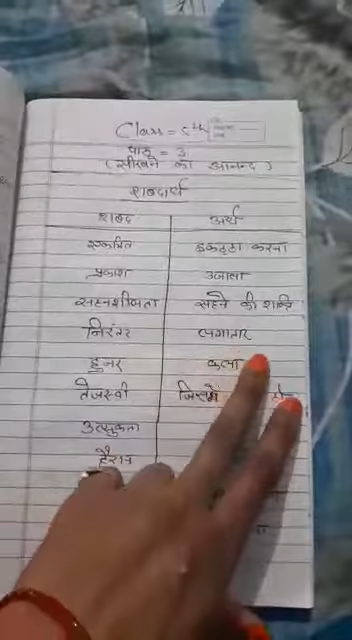 Class = 5th
पाठ = 3
(सीखने का आनन्द)
शब्दार्थ
शब्द अर्थ
एकत्रित इकट्ठा करना
प्रकाश उजाला
सहनशीलता सहने की शक्ति
निरंतर लगातार
हुनर कला
तेजस्वी जिसमें
उत्सुकता
हैरान